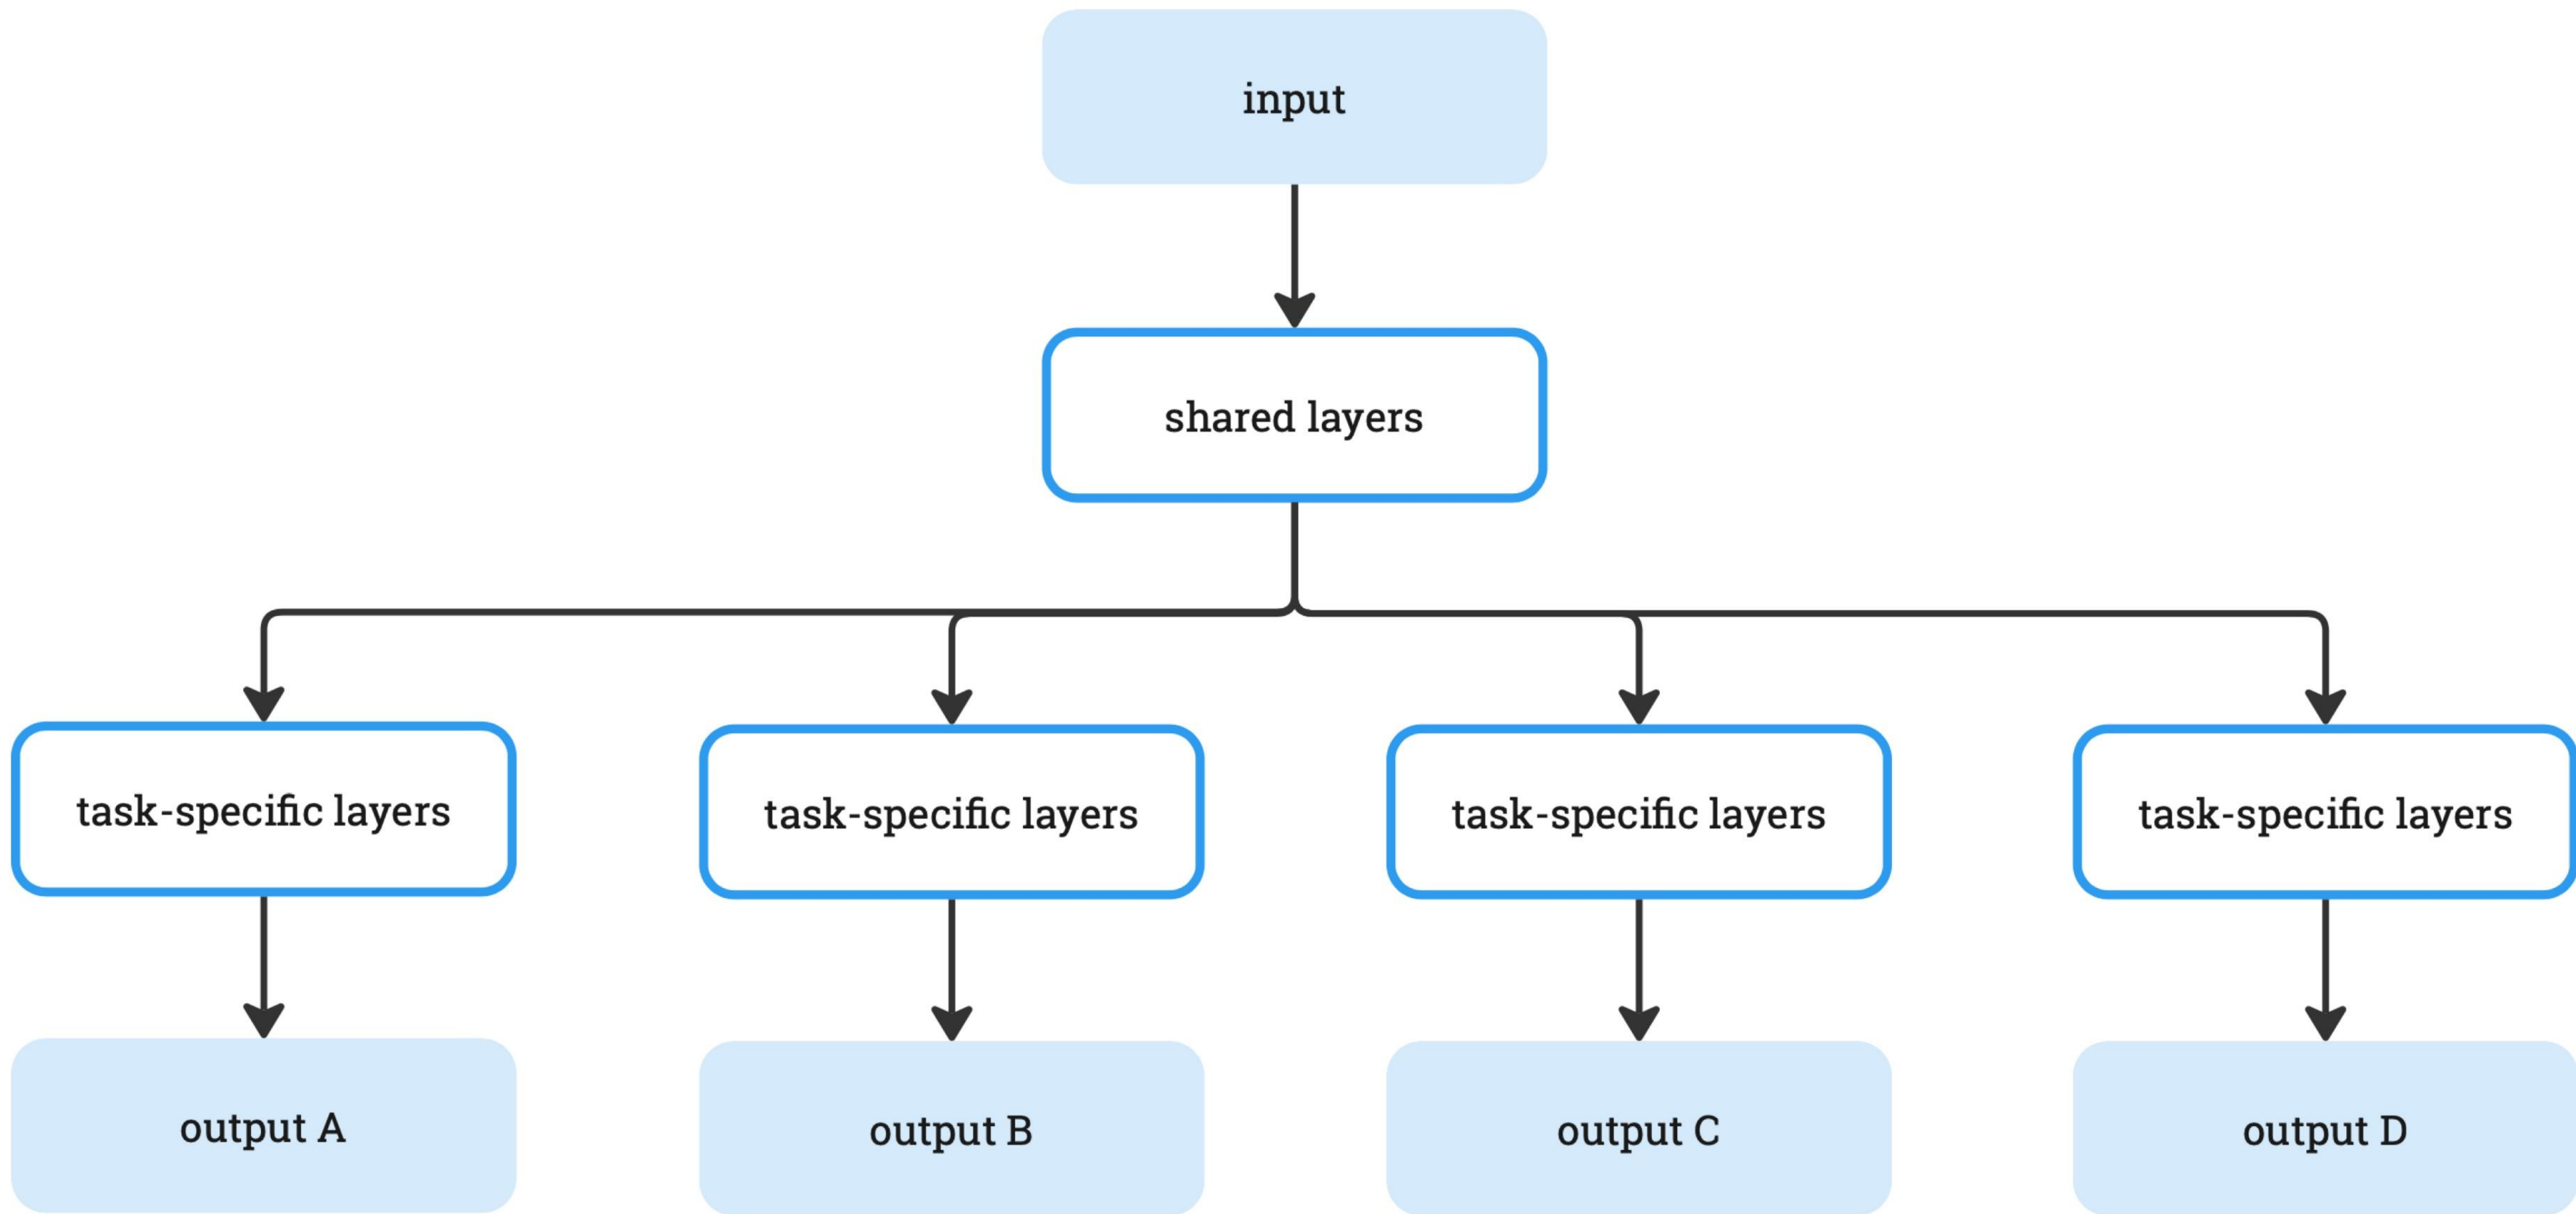 input
shared layers
task-specific layers
task-specific layers
task-specific layers
task-specific layers
output A
output B
output C
output D